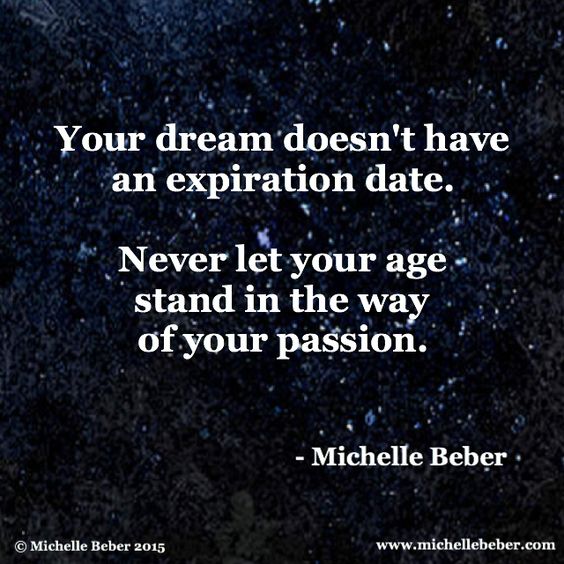 Your dream doesn't have
an expiration date.
Never let your age
stand in the way
of your passion.
- Michelle Beber
© Michelle Beber 2015
www.michellebeber.com